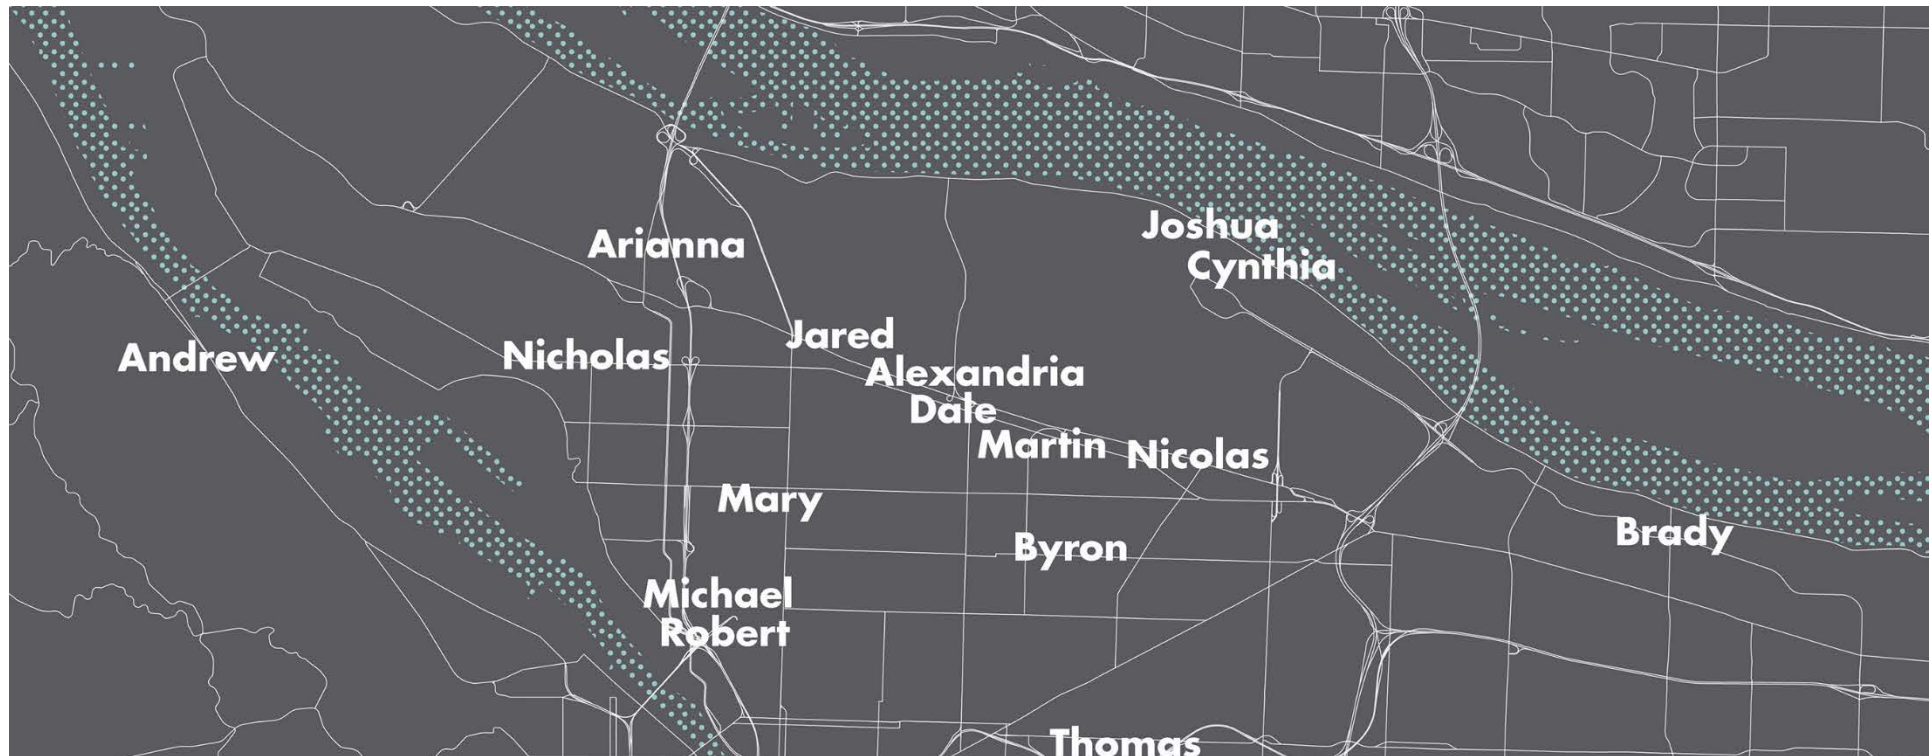 Joshua
Arianna
Cynthia
Jared
Andrew
Nicholas
Alexandria
Dale
Martin
Nicolas
Mary
Brady
Byron
Michael
Robert
Thomas